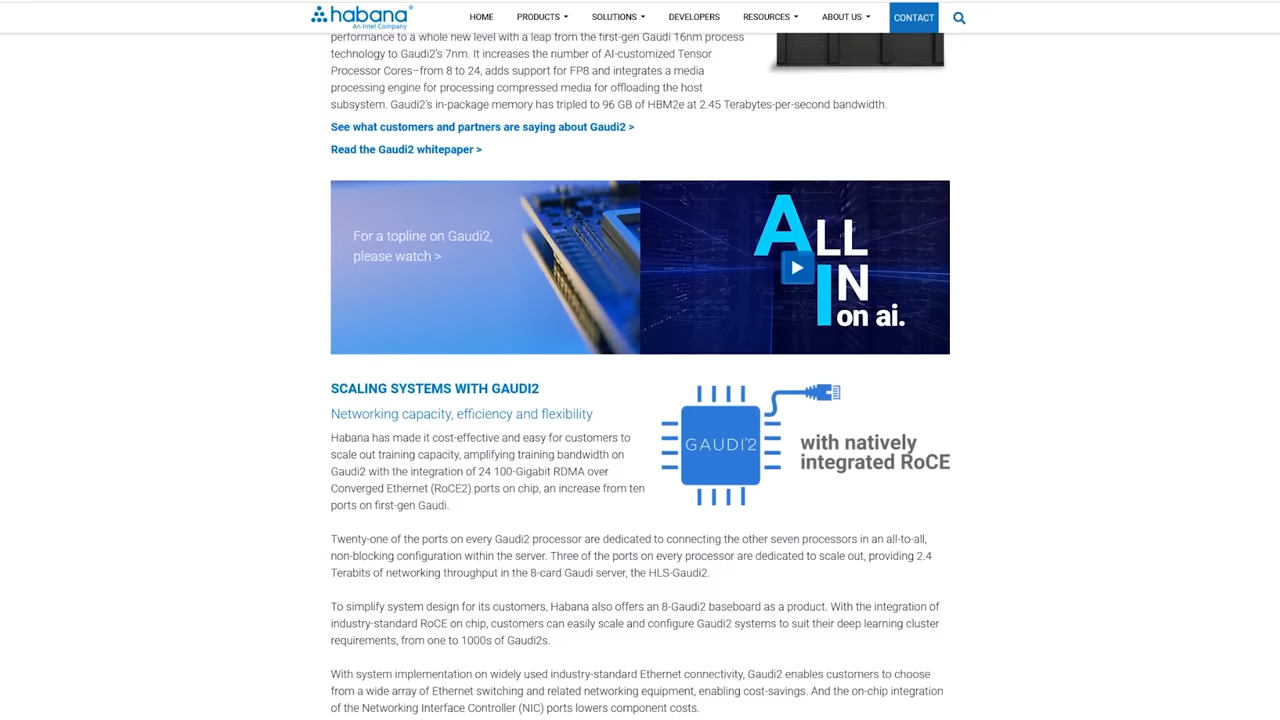 habana
An Intel Company
HOME PRODUCTS SOLUTIONS DEVELOPERS RESOURCES ABOUT US CONTACT
performance to a whole new level with a leap from the first-gen Gaudi 16nm process
technology to Gaudi2's 7nm. It increases the number of AI-customized Tensor
Processor Cores–from 8 to 24, adds support for FP8 and integrates a media
processing engine for processing compressed media for offloading the host
subsystem. Gaudi2's in-package memory has tripled to 96 GB of HBM2e at 2.45 Terabytes-per-second bandwidth.
See what customers and partners are saying about Gaudi2 >
Read the Gaudi2 whitepaper >
For a topline on Gaudi2,
please watch >
ALL
IN
on ai.
SCALING SYSTEMS WITH GAUDI2
Networking capacity, efficiency and flexibility
Habana has made it cost-effective and easy for customers to
scale out training capacity, amplifying training bandwidth on
Gaudi2 with the integration of 24 100-Gigabit RDMA over
Converged Ethernet (RoCE2) ports on chip, an increase from ten
ports on first-gen Gaudi.
GAUDI®2
with natively
integrated RoCE
Twenty-one of the ports on every Gaudi2 processor are dedicated to connecting the other seven processors in an all-to-all,
non-blocking configuration within the server. Three of the ports on every processor are dedicated to scale out, providing 2.4
Terabits of networking throughput in the 8-card Gaudi server, the HLS-Gaudi2.
To simplify system design for its customers, Habana also offers an 8-Gaudi2 baseboard as a product. With the integration of
industry-standard RoCE on chip, customers can easily scale and configure Gaudi2 systems to suit their deep learning cluster
requirements, from one to 1000s of Gaudi2s.
With system implementation on widely used industry-standard Ethernet connectivity, Gaudi2 enables customers to choose
from a wide array of Ethernet switching and related networking equipment, enabling cost-savings. And the on-chip integration
of the Networking Interface Controller (NIC) ports lowers component costs.